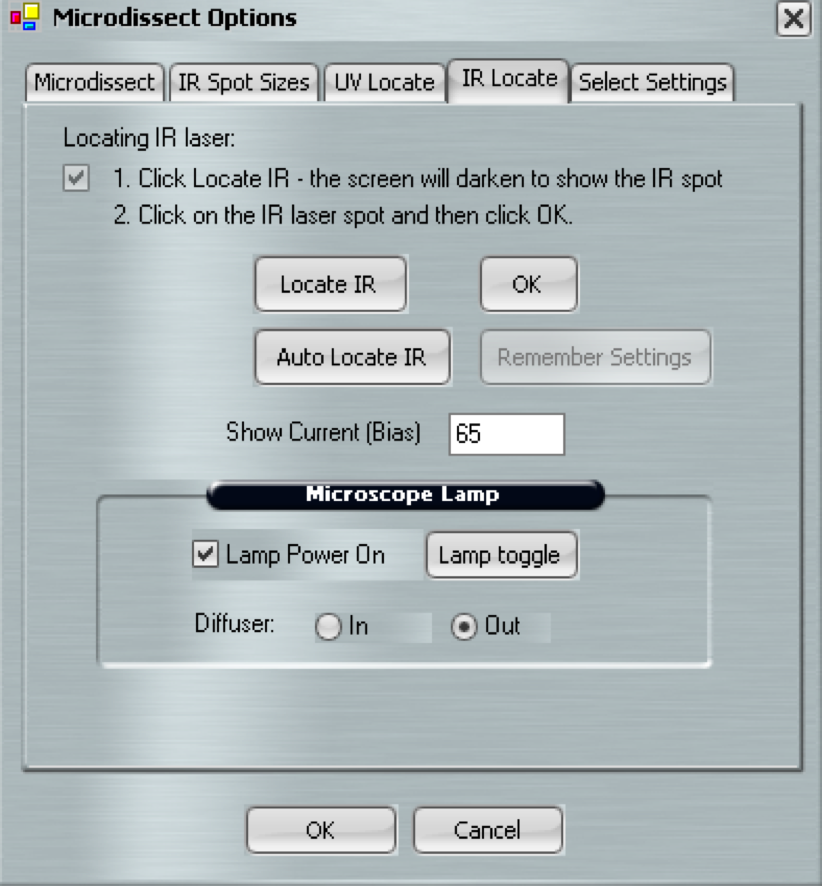 Microdissect Options
Microdissect IR Spot Sizes UV Locate IR Locate Select Settings
Locating IR laser:
1. Click Locate IR - the screen will darken to show the IR spot
2. Click on the IR laser spot and then click OK.
Locate IR OK
Auto Locate IR Remember Settings
Show Current (Bias) 65
Microscope Lamp
Lamp Power On Lamp toggle
Diffuser: In Out
OK Cancel